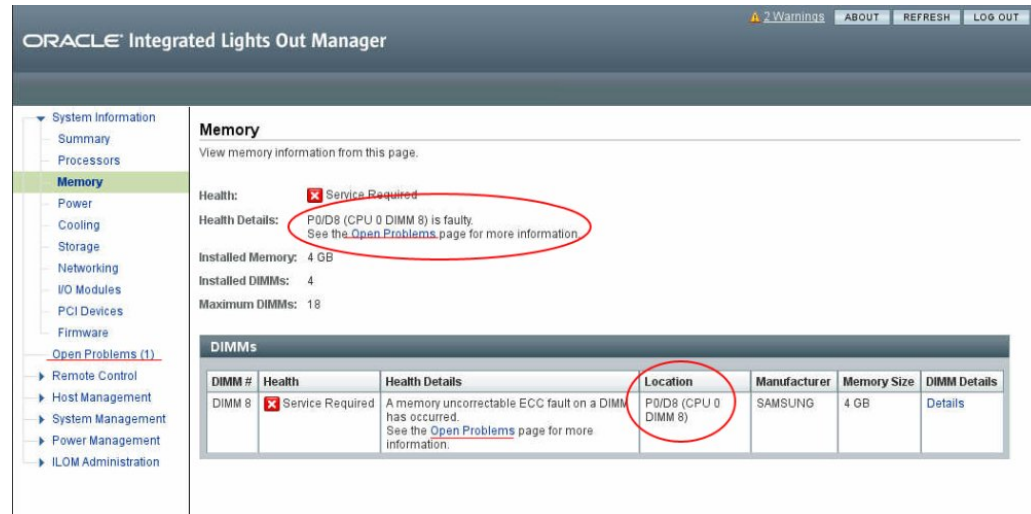 2 Warnings ABOUT REFRESH LOG OUT
ORACLE Integrated Lights Out Manager
System Information
Summary
Processors
Memory
Power
Cooling
Storage
Networking
I/O Modules
PCI Devices
Firmware
Open Problems (1)
Remote Control
Host Management
System Management
Power Management
ILOM Administration
Memory
View memory information from this page.
Health: Service Required
Health Details: P0/D8 (CPU 0 DIMM 8) is faulty.
See the Open Problems page for more information.
Installed Memory: 4 GB
Installed DIMMs: 4
Maximum DIMMs: 18
DIMMs
DIMM # Health Health Details Location Manufacturer Memory Size DIMM Details
DIMM 8 Service Required A memory uncorrectable ECC fault on a DIMM P0/D8 (CPU 0 SAMSUNG 4 GB Details
has occurred. DIMM 8)
See the Open Problems page for more
information.